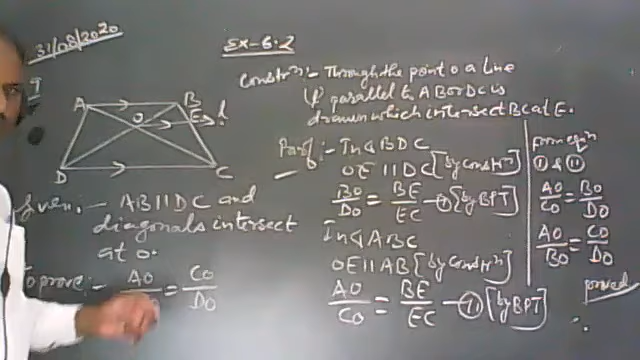 31/08/2020
Ex-6.2
A B
O E l
D C
Given:- AB||DC and
diagonals intersect
at O.
To prove:- AO/ = CO/DO
Constrn:- Through the point O a line
l parallel to AB or DC is
drawn which intersect BC at E.
Proof:- In △ BDC
OE || DC [by constrn]
BO/DO = BE/EC - (I) [by BPT]
In △ ABC
OE || AB [by constrn]
AO/CO = BE/EC - (II) [by BPT]
from eqn
(I) & (II)
AO/CO = BO/DO
AO/BO = CO/DO
proved